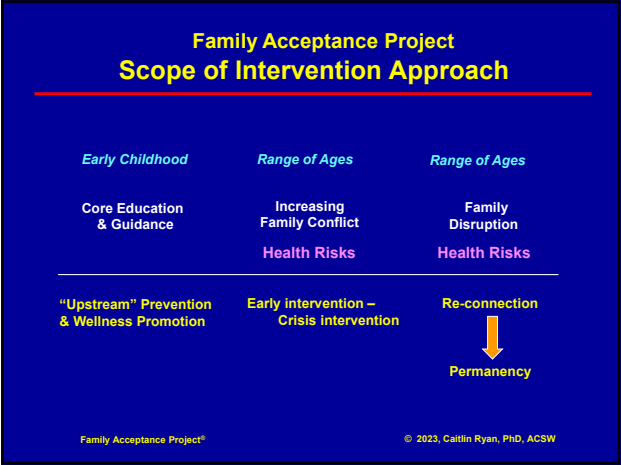 Family Acceptance Project
Scope of Intervention Approach
Early Childhood
Range of Ages
Range of Ages
Core Education
& Guidance
Increasing
Family Conflict
Health Risks
Family
Disruption
Health Risks
“Upstream” Prevention
& Wellness Promotion
Early intervention –
Crisis intervention
Re-connection
Permanency
Family Acceptance Project®
© 2023, Caitlin Ryan, PhD, ACSW